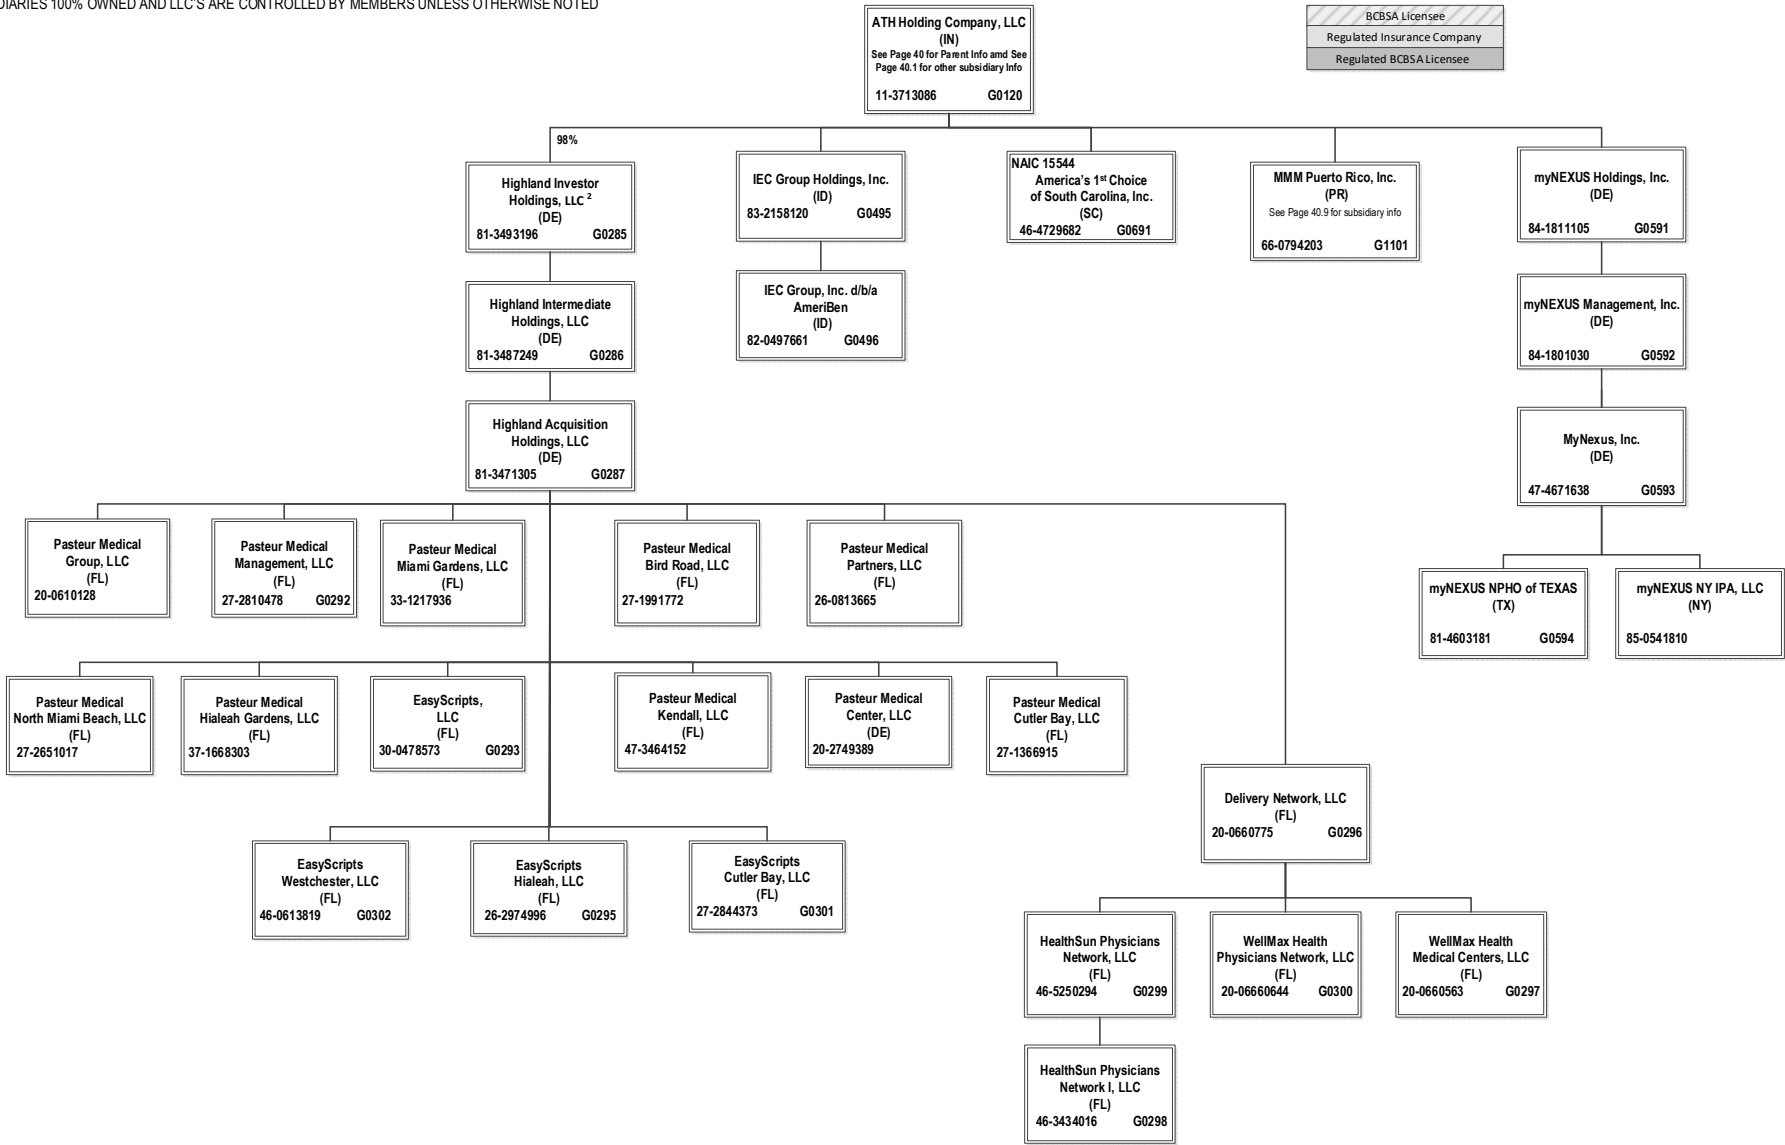 DIARIES 100% OWNED AND LLC'S ARE CONTROLLED BY MEMBERS UNLESS OTHERWISE NOTED
ATH Holding Company, LLC
(IN)
See Page 40 for Parent Info amd See
Page 40.1 for other subsidiary Info
11-3713086 G0120
BCBSA Licensee
Regulated Insurance Company
Regulated BCBSA Licensee
98%
Highland Investor
Holdings, LLC 2
(DE)
81-3493196 G0285
IEC Group Holdings, Inc.
(ID)
83-2158120 G0495
NAIC 15544
America's 1st Choice
of South Carolina, Inc.
(SC)
46-4729682 G0691
MMM Puerto Rico, Inc.
(PR)
See Page 40.9 for subsidiary info
66-0794203 G1101
myNEXUS Holdings, Inc.
(DE)
84-1811105 G0591
Highland Intermediate
Holdings, LLC
(DE)
81-3487249 G0286
IEC Group, Inc. d/b/a
AmeriBen
(ID)
82-0497661 G0496
myNEXUS Management, Inc.
(DE)
84-1801030 G0592
Highland Acquisition
Holdings, LLC
(DE)
81-3471305 G0287
MyNexus, Inc.
(DE)
47-4671638 G0593
Pasteur Medical
Group, LLC
(FL)
20-0610128
Pasteur Medical
Management, LLC
(FL)
27-2810478 G0292
Pasteur Medical
Miami Gardens, LLC
(FL)
33-1217936
Pasteur Medical
Bird Road, LLC
(FL)
27-1991772
Pasteur Medical
Partners, LLC
(FL)
26-0813665
myNEXUS NPHO of TEXAS
(TX)
81-4603181 G0594
myNEXUS NY IPA, LLC
(NY)
85-0541810
Pasteur Medical
North Miami Beach, LLC
(FL)
27-2651017
Pasteur Medical
Hialeah Gardens, LLC
(FL)
37-1668303
EasyScripts,
LLC
(FL)
30-0478573 G0293
Pasteur Medical
Kendall, LLC
(FL)
47-3464152
Pasteur Medical
Center, LLC
(DE)
20-2749389
Pasteur Medical
Cutler Bay, LLC
(FL)
27-1366915
Delivery Network, LLC
(FL)
20-0660775 G0296
EasyScripts
Westchester, LLC
(FL)
46-0613819 G0302
EasyScripts
Hialeah, LLC
(FL)
26-2974996 G0295
EasyScripts
Cutler Bay, LLC
(FL)
27-2844373 G0301
HealthSun Physicians
Network, LLC
(FL)
46-5250294 G0299
WellMax Health
Physicians Network, LLC
(FL)
20-06660644 G0300
WellMax Health
Medical Centers, LLC
(FL)
20-0660563 G0297
HealthSun Physicians
Network I, LLC
(FL)
46-3434016 G0298